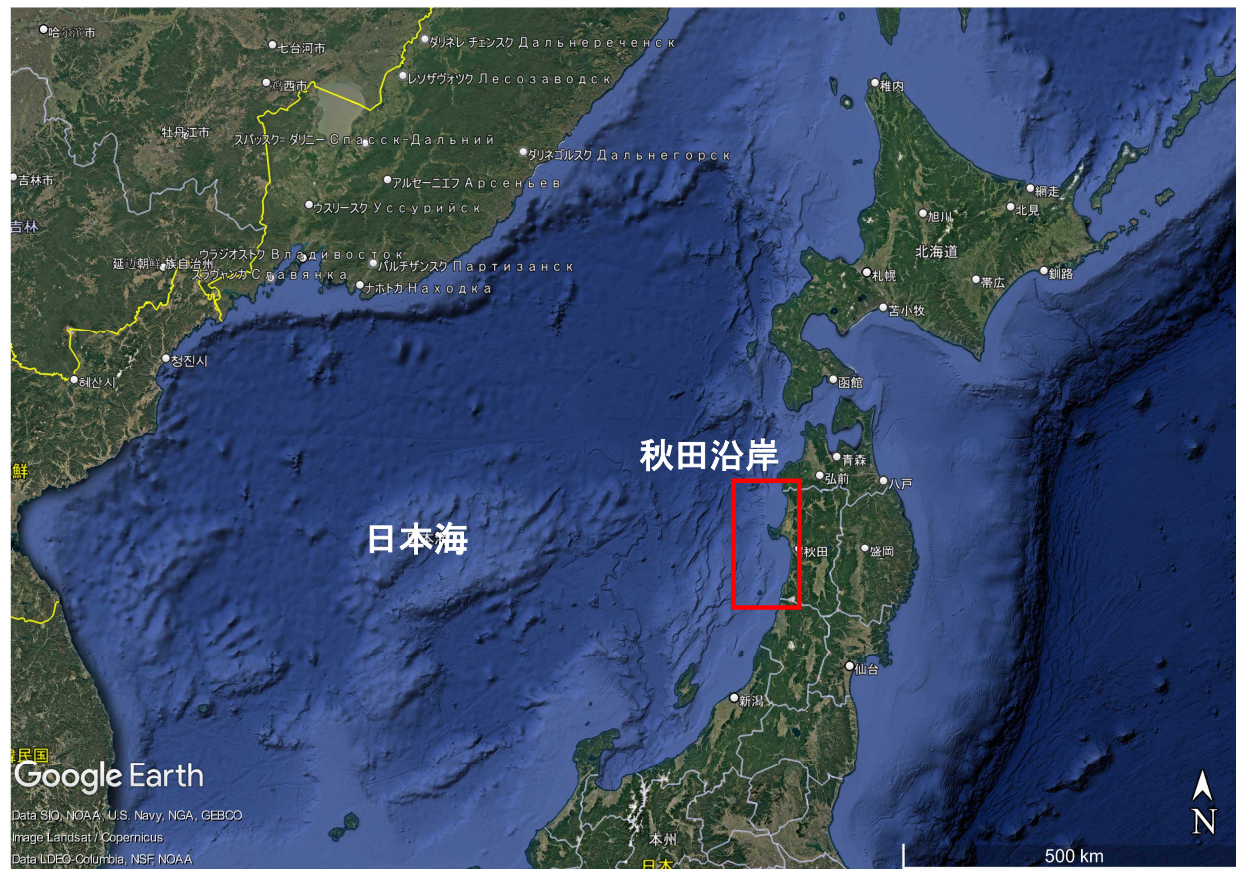 哈尔滨市
七台河市
ダリネレ チェンスク Дальнереченск
鸡西市
レソザヴォツク Лесозаводск
稚内
牡丹江市
スパッスク- ダリニー Спасск-Дальний
ダリネゴルスク Дальнегорск
吉林市
アルセーニエフ Арсеньев
網走
ウスリースク Уссурийск
旭川
北見
吉林
ウラジオストク Владивосток
北海道
延辺朝鮮族自治州
パルチザンスク Партизанск
スラヴャンカ Славянка
札幌
釧路
ナホトカ Находка
帯広
苫小牧
청진시
혜산시
函館
秋田沿岸
青森
鮮
弘前
八戸
日本海
秋田
盛岡
仙台
新潟
民国
Google Earth
Data SIO, NOAA, U.S. Navy, NGA, GEBCO
Image Landsat / Copernicus
Data LDEO-Columbia, NSF, NOAA
本州
日本
N
500 km